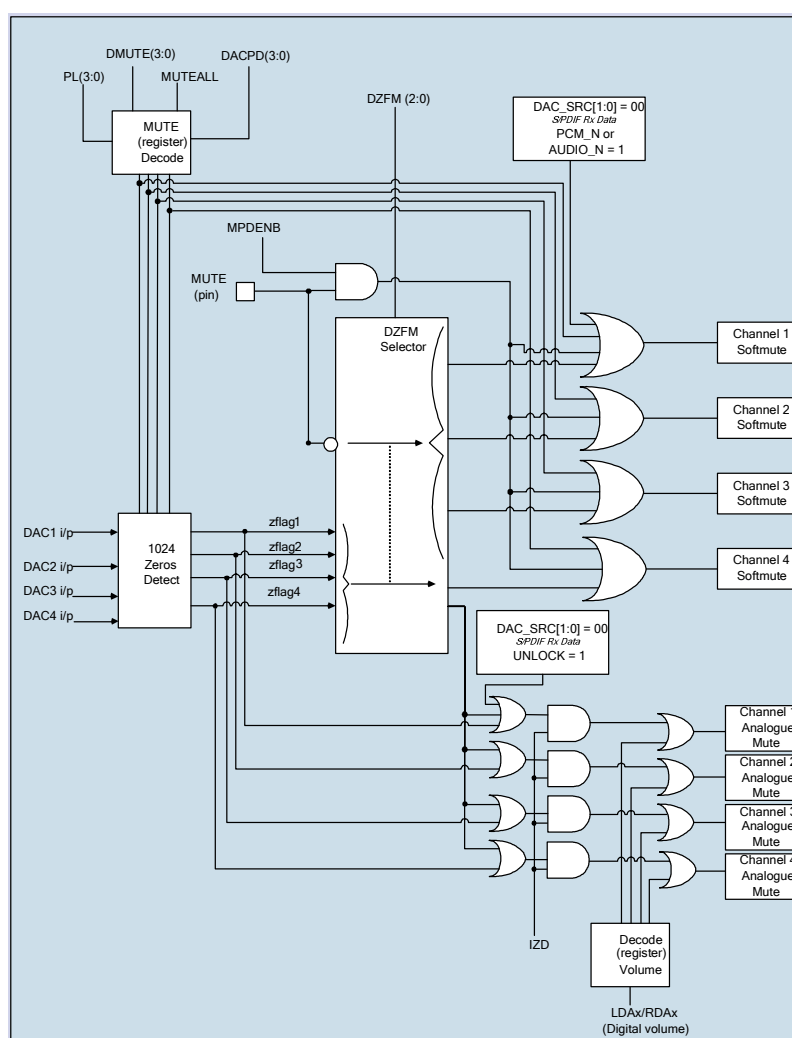 DMUTE(3:0)
DACPD(3:0)
PL(3:0)
MUTEALL
MUTE
(register)
Decode
DZFM (2:0)
DAC_SRC[1:0] = 00
S/PDIF Rx Data
PCM_N or
AUDIO_N = 1
MPDENB
MUTE
(pin)
DZFM
Selector
Channel 1
Softmute
Channel 2
Softmute
Channel 3
Softmute
Channel 4
Softmute
DAC1 i/p
DAC2 i/p
DAC3 i/p
DAC4 i/p
1024
Zeros
Detect
zflag1
zflag2
zflag3
zflag4
DAC_SRC[1:0] = 00
S/PDIF Rx Data
UNLOCK = 1
Channel 1
Analogue
Mute
Channel 2
Analogue
Mute
Channel 3
Analogue
Mute
Channel 4
Analogue
Mute
IZD
Decode
(register)
Volume
LDAx/RDAx
(Digital volume)